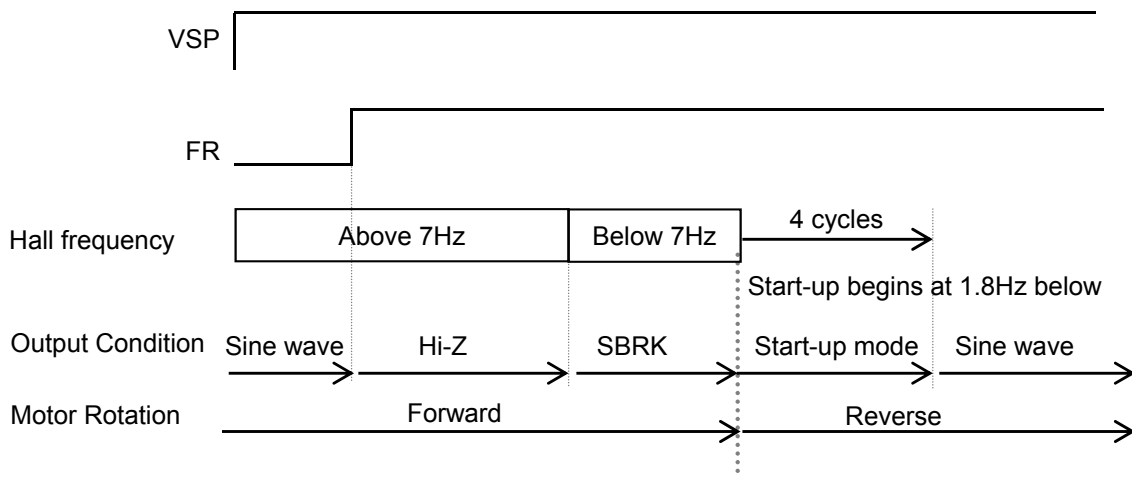 VSP
FR
Hall frequency
Above 7Hz
Below 7Hz
4 cycles
Start-up begins at 1.8Hz below
Output Condition
Sine wave
Hi-Z
SBRK
Start-up mode
Sine wave
Motor Rotation
Forward
Reverse